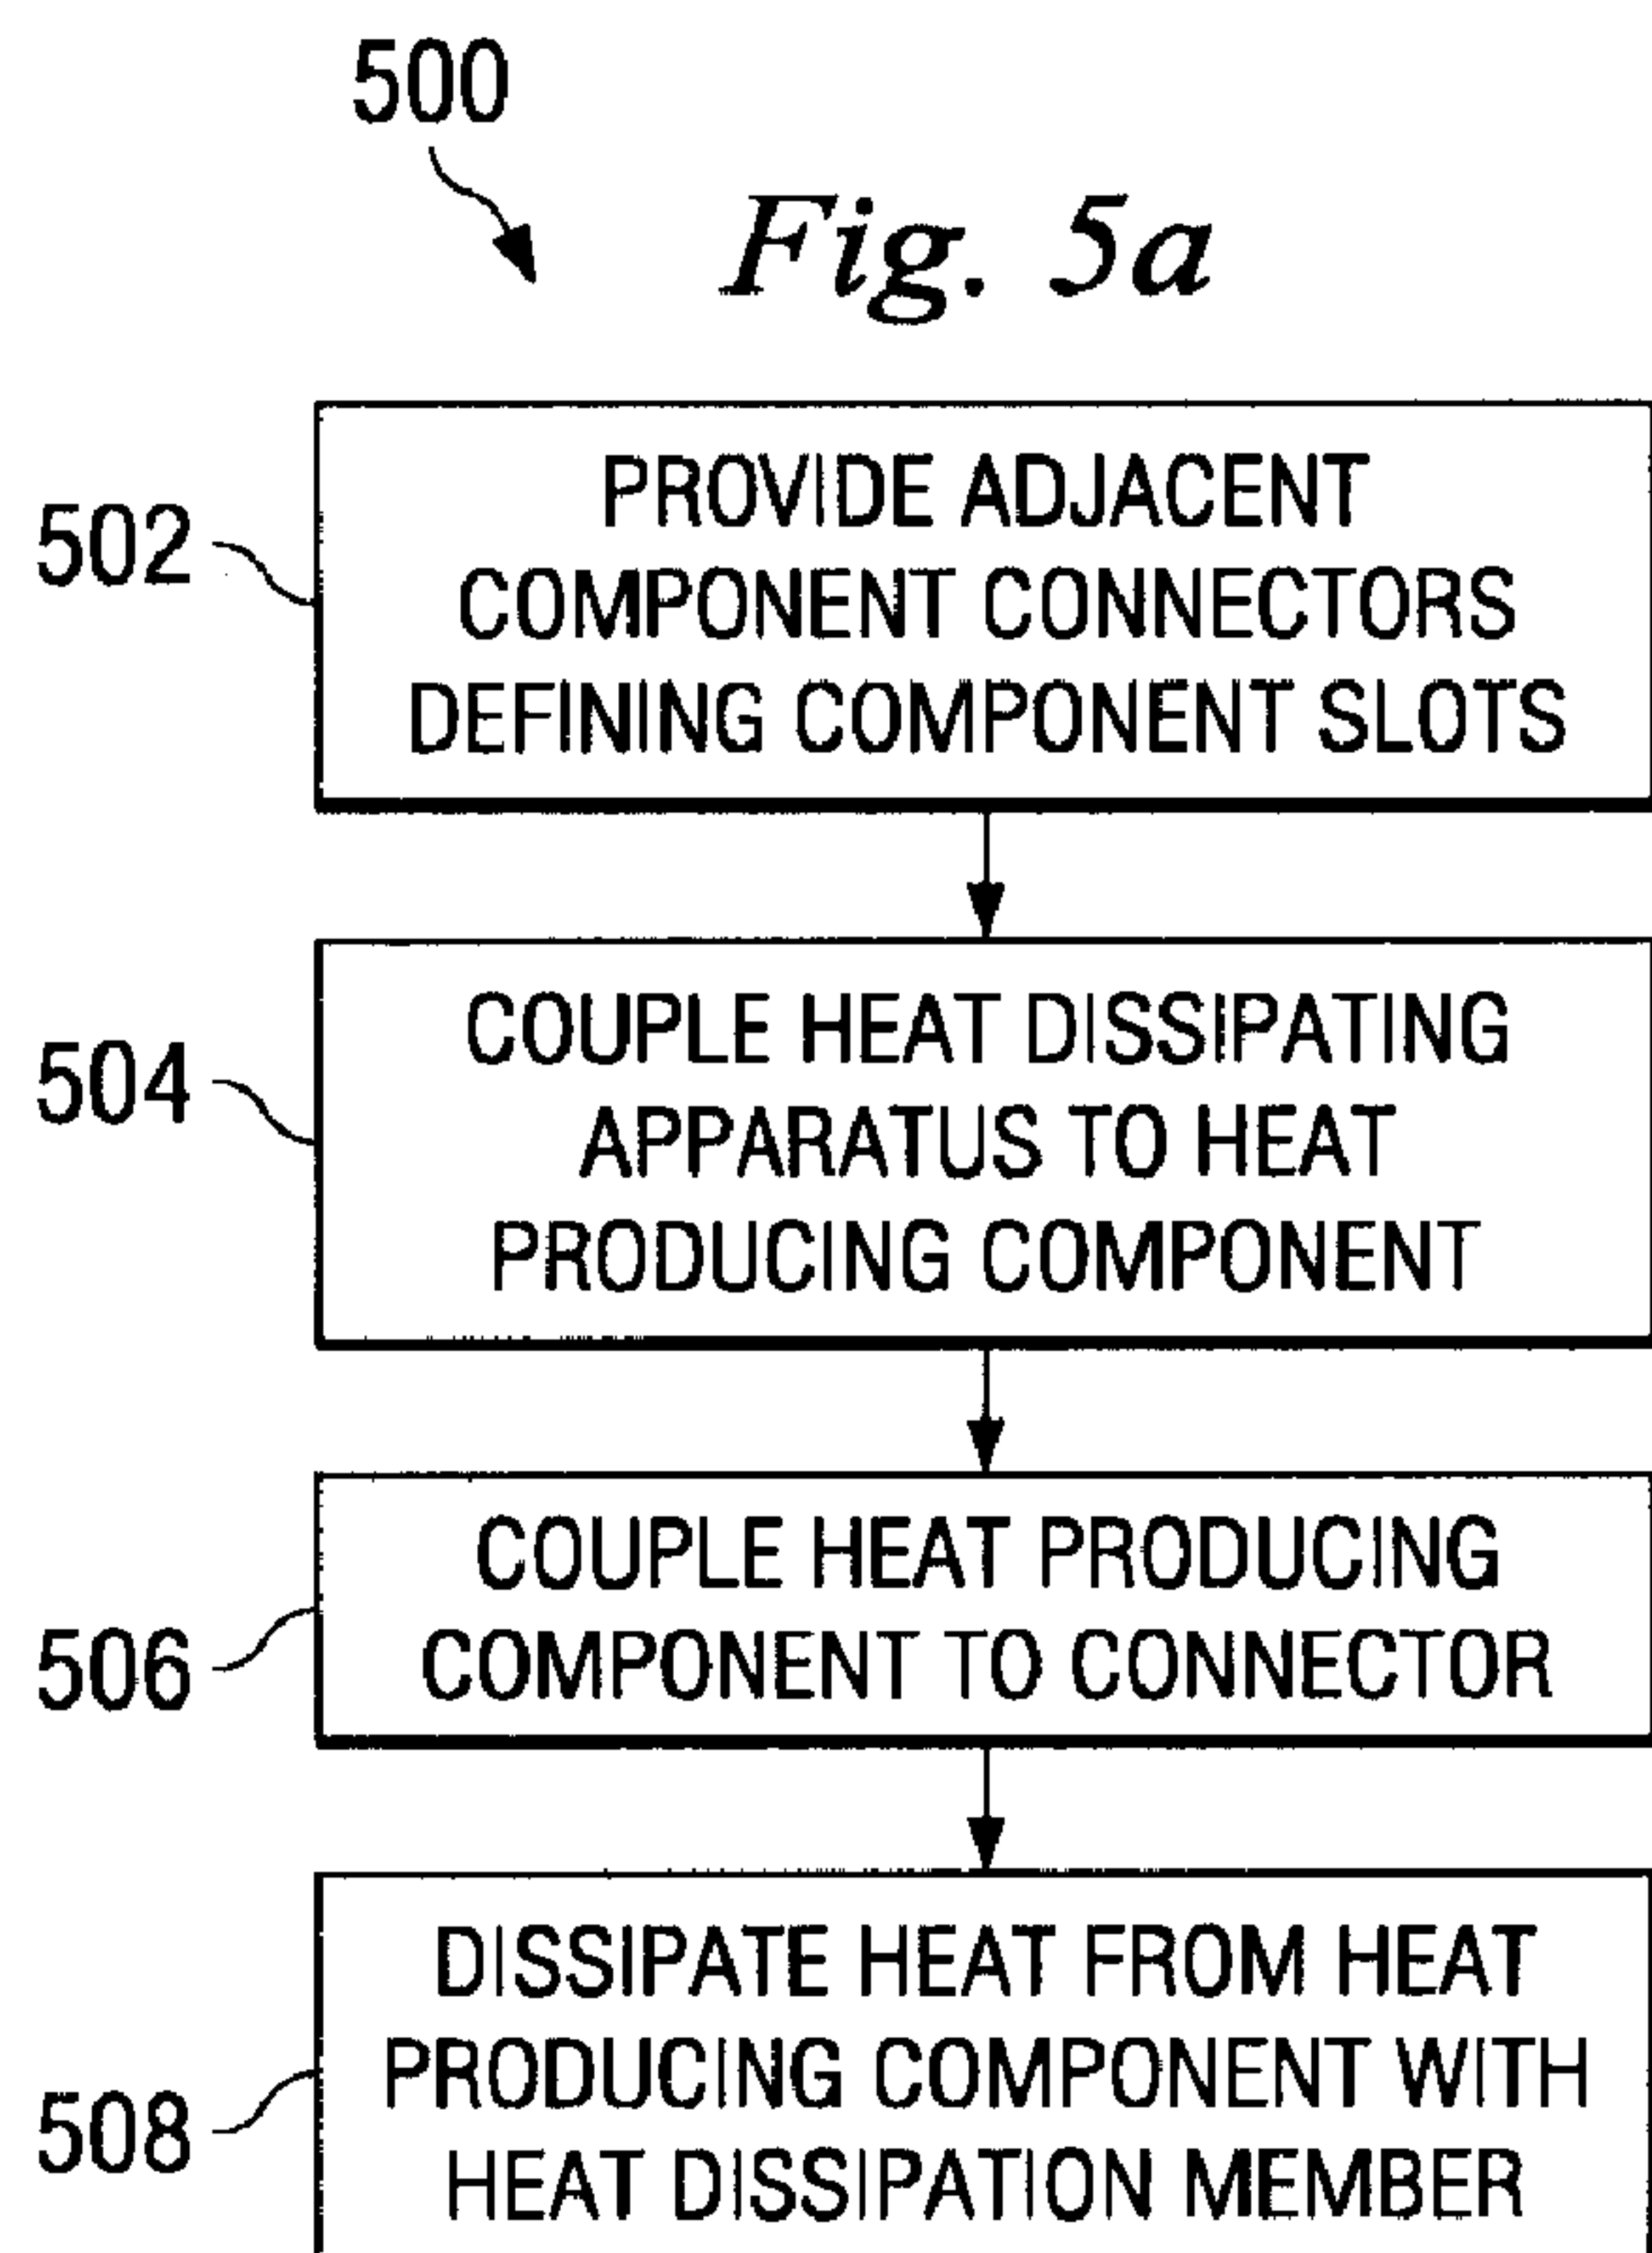 500
Fig. 5a
502
PROVIDE ADJACENT
COMPONENT CONNECTORS
DEFINING COMPONENT SLOTS
504
COUPLE HEAT DISSIPATING
APPARATUS TO HEAT
PRODUCING COMPONENT
506
COUPLE HEAT PRODUCING
COMPONENT TO CONNECTOR
508
DISSIPATE HEAT FROM HEAT
PRODUCING COMPONENT WITH
HEAT DISSIPATION MEMBER